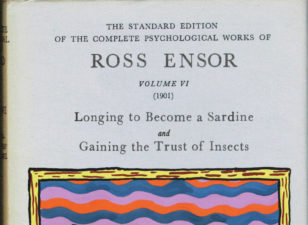 THE STANDARD EDITION
OF THE COMPLETE PSYCHOLOGICAL WORKS OF
ROSS ENSOR
VOLUME VI
(1901)
Longing to Become a Sardine
and
Gaining the Trust of Insects